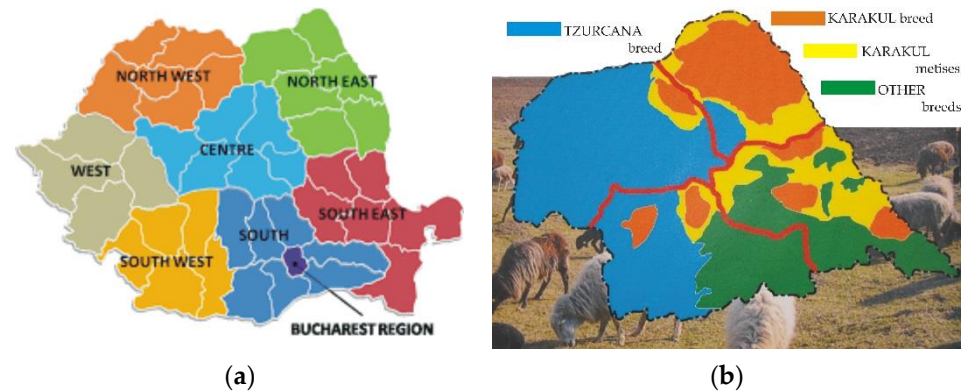 NORTH WEST
NORTH EAST
CENTRE
WEST
SOUTH EAST
SOUTH
SOUTH WEST
BUCHAREST REGION
(a)
TZURCANA
breed
KARAKUL breed
KARAKUL
metises
OTHER
breeds
(b)